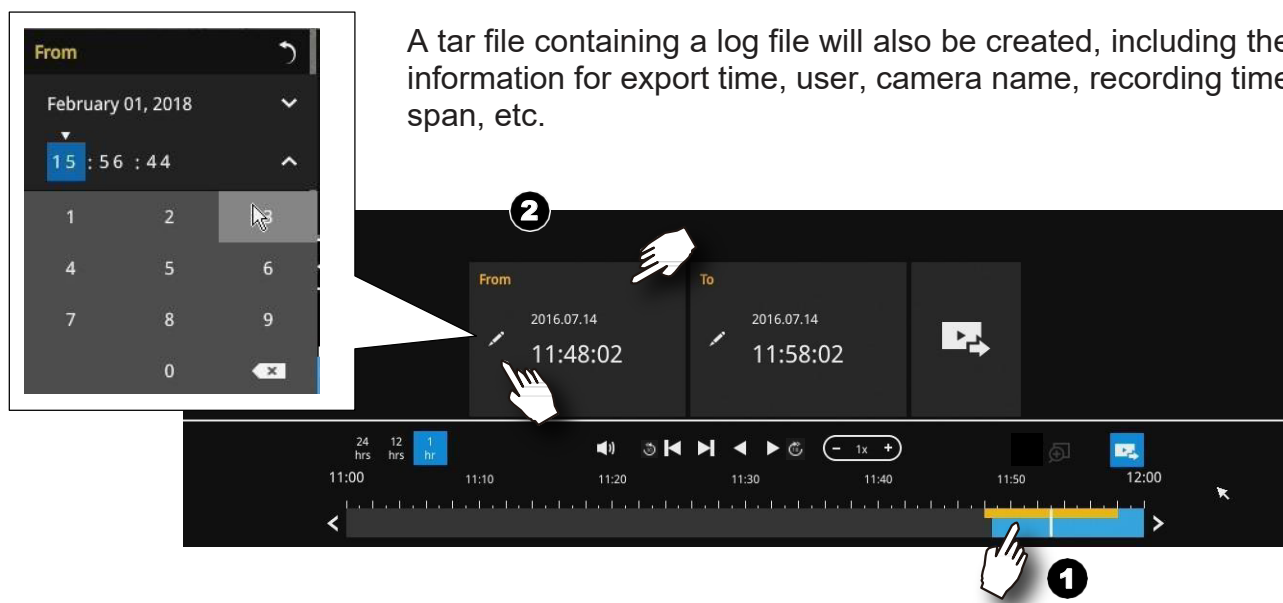 From
February 01, 2018
15 : 56 : 44
1 2 3
4 5 6
7 8 9
0
A tar file containing a log file will also be created, including the
information for export time, user, camera name, recording time
span, etc.
2
From
2016.07.14
11:48:02
To
2016.07.14
11:58:02
24 hrs 12 hrs 1 hr
- 1x +
11:00 11:10 11:20 11:30 11:40 11:50 12:00
1